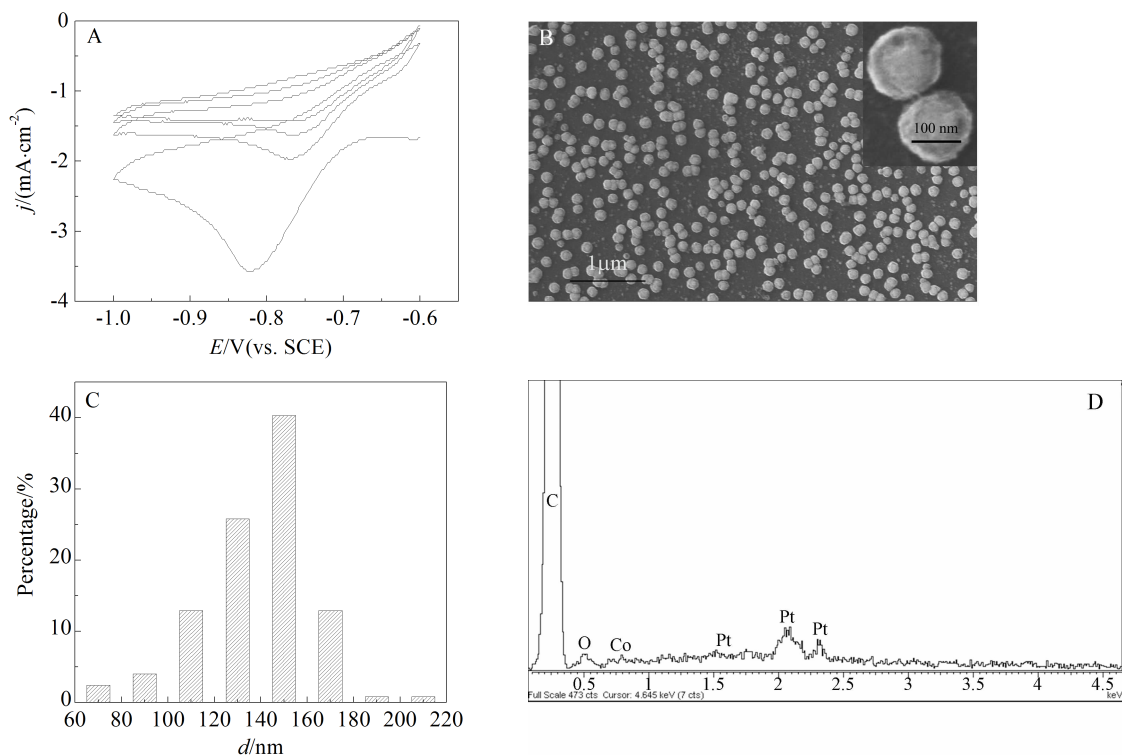 A
0
-1
-2
-3
-4
j/(mA·cm⁻²)
-1.0 -0.9 -0.8 -0.7 -0.6
E/V(vs. SCE)
B
100 nm
1μm
C
40
30
20
10
0
Percentage/%
60 80 100 120 140 160 180 200 220
d/nm
D
C
O Co Pt Pt Pt
0.5 1 1.5 2 2.5 3 3.5 4 4.5
Full Scale 473 cts Cursor: 4.645 keV (7 cts) keV